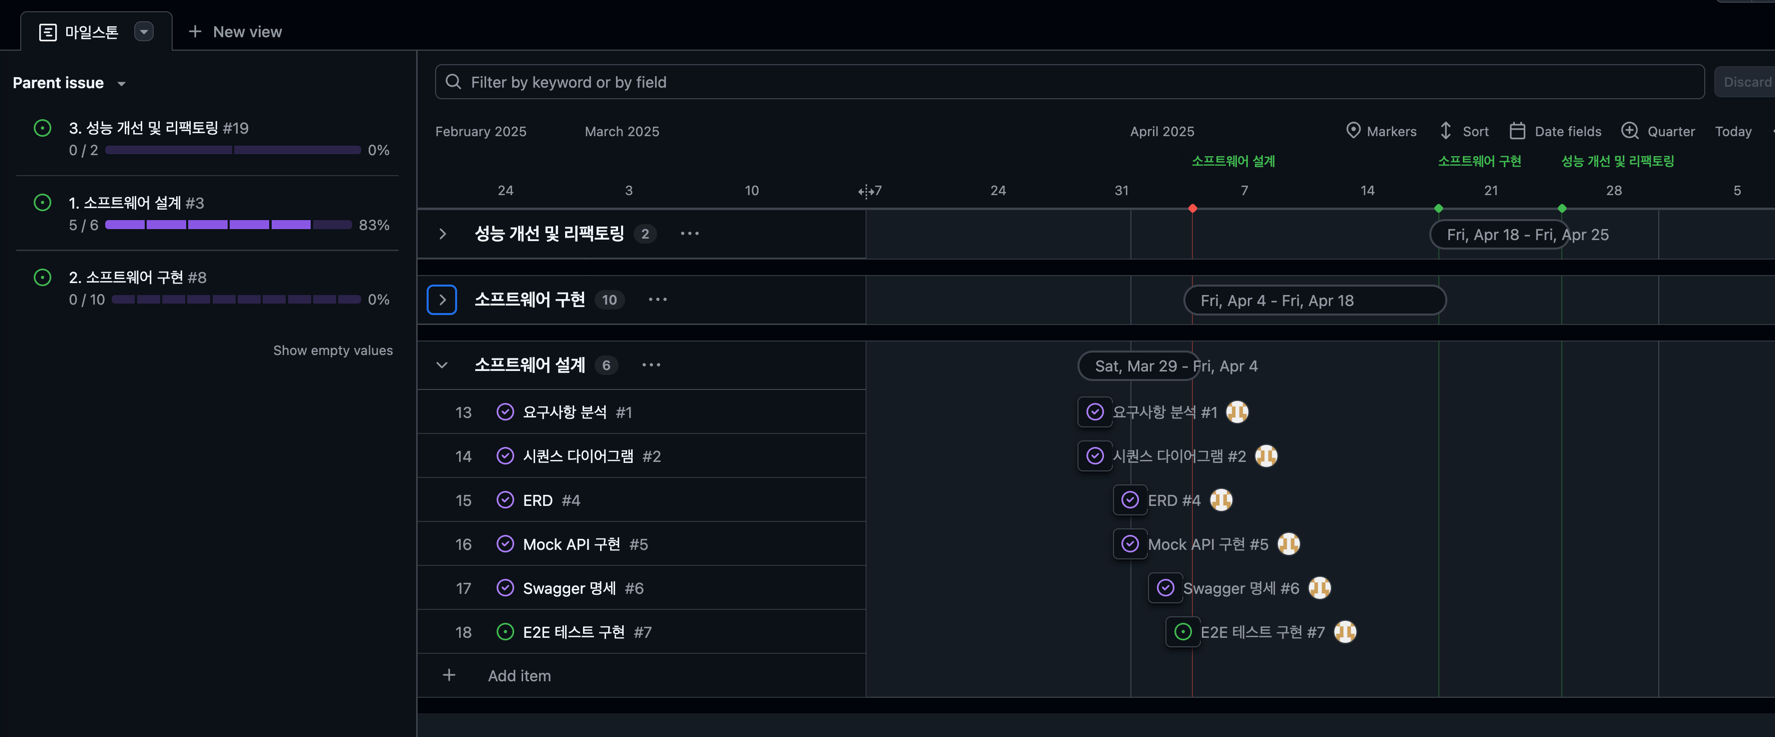 마일스톤
New view
Parent issue
3. 성능 개선 및 리팩토링 #19
0 / 2 0%
1. 소프트웨어 설계 #3
5 / 6 83%
2. 소프트웨어 구현 #8
0 / 10 0%
Show empty values
Filter by keyword or by field
Discard
February 2025 March 2025 April 2025 Markers Sort Date fields Quarter Today
소프트웨어 설계 소프트웨어 구현 성능 개선 및 리팩토링
24 3 10 17 24 31 7 14 21 28 5
성능 개선 및 리팩토링 2 ··· Fri, Apr 18 - Fri, Apr 25
소프트웨어 구현 10 ··· Fri, Apr 4 - Fri, Apr 18
소프트웨어 설계 6 ··· Sat, Mar 29 - Fri, Apr 4
13 요구사항 분석 #1 요구사항 분석 #1
14 시퀀스 다이어그램 #2 시퀀스 다이어그램 #2
15 ERD #4 ERD #4
16 Mock API 구현 #5 Mock API 구현 #5
17 Swagger 명세 #6 Swagger 명세 #6
18 E2E 테스트 구현 #7 E2E 테스트 구현 #7
Add item